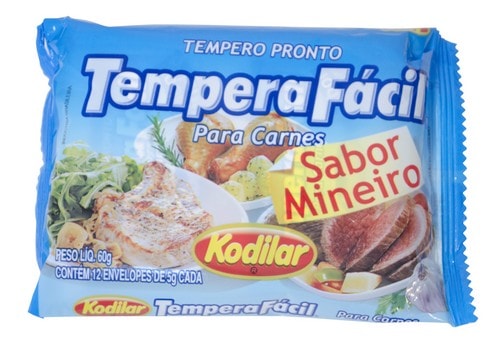 TEMPERO PRONTO
TemperaFácil
Para Carnes
Sabor
Mineiro
Kodilar
®
PESO LÍQ. 60g
CONTÉM 12 ENVELOPES DE 5g CADA
Kodilar TemperaFácil
Para Carnes